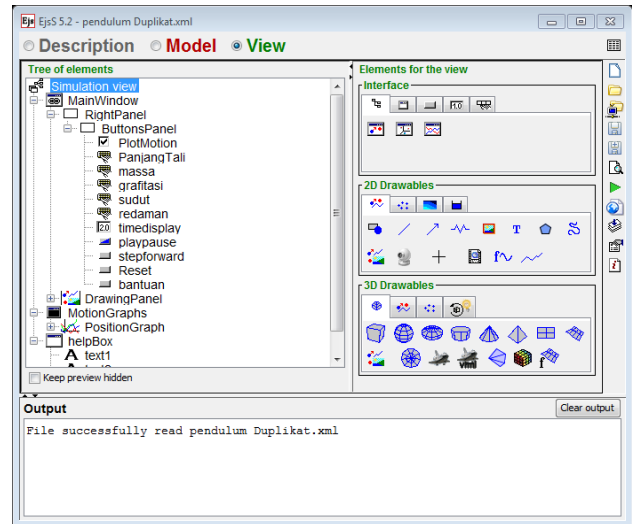 EjsS 5.2 - pendulum Duplikat.xml
Description Model View
Tree of elements
Simulation view
MainWindow
RightPanel
ButtonsPanel
PlotMotion
PanjangTali
massa
grafitasi
sudut
redaman
2.0 timedisplay
playpause
stepforward
Reset
bantuan
DrawingPanel
MotionGraphs
PositionGraph
helpBox
A text1
Keep preview hidden
Elements for the view
Interface
2D Drawables
T
3D Drawables
Output
Clear output
File successfully read pendulum Duplikat.xml